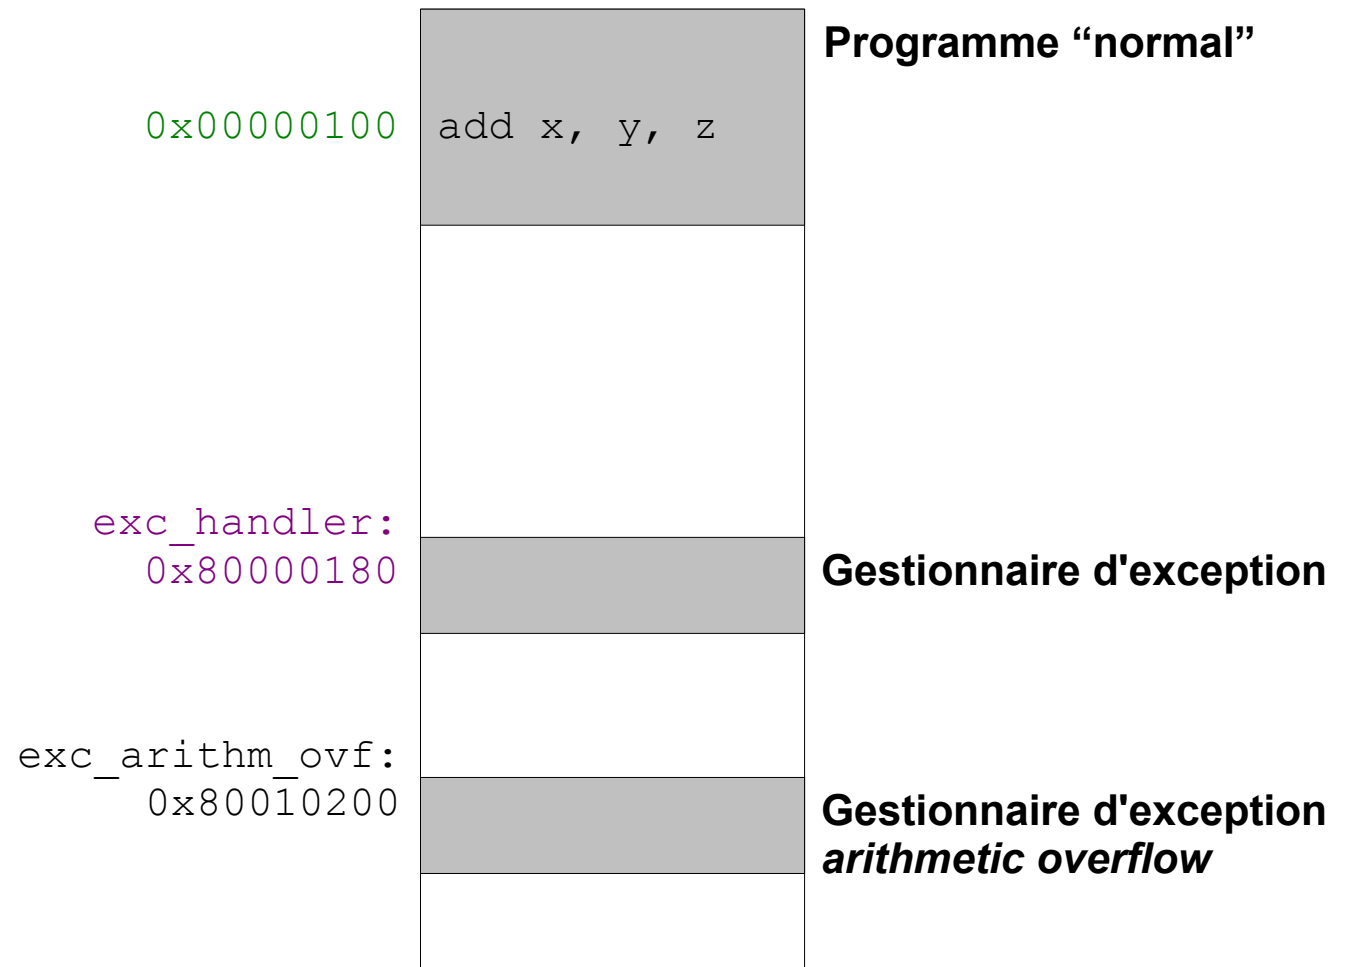 Programme “normal”
0x00000100 add x, y, z
exc_handler:
0x80000180
Gestionnaire d'exception
exc_arithm_ovf:
0x80010200
Gestionnaire d'exception
arithmetic overflow